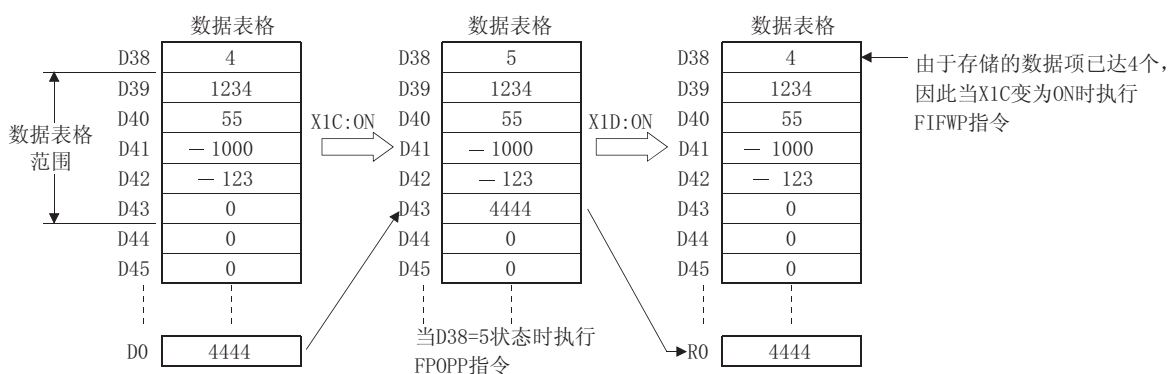 数据表格 数据表格 数据表格
D38 4 D38 5 D38 4 由于存储的数据项已达4个，
D39 1234 D39 1234 D39 1234 因此当X1C变为ON时执行
D40 55 X1C:ON D40 55 X1D:ON D40 55 FIFWP指令
数据表格
范围
D41 －1000 D41 －1000 D41 －1000
D42 －123 D42 －123 D42 －123
D43 0 D43 4444 D43 0
D44 0 D44 0 D44 0
D45 0 D45 0 D45 0
当D38=5状态时执行
FPOPP指令
D0 4444 R0 4444